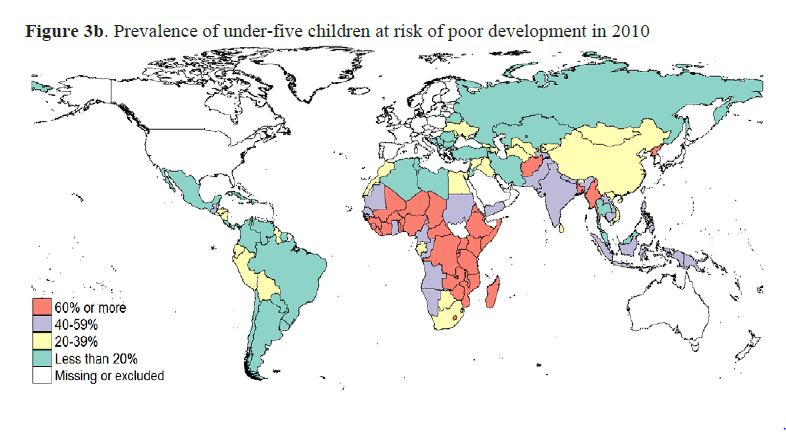 Figure 3b. Prevalence of under-five children at risk of poor development in 2010
60% or more
40-59%
20-39%
Less than 20%
Missing or excluded